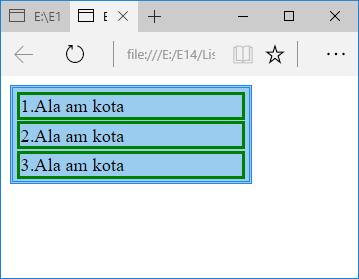 E:\E1
E
file:///E:/E14/Lis
1.Ala am kota
2.Ala am kota
3.Ala am kota